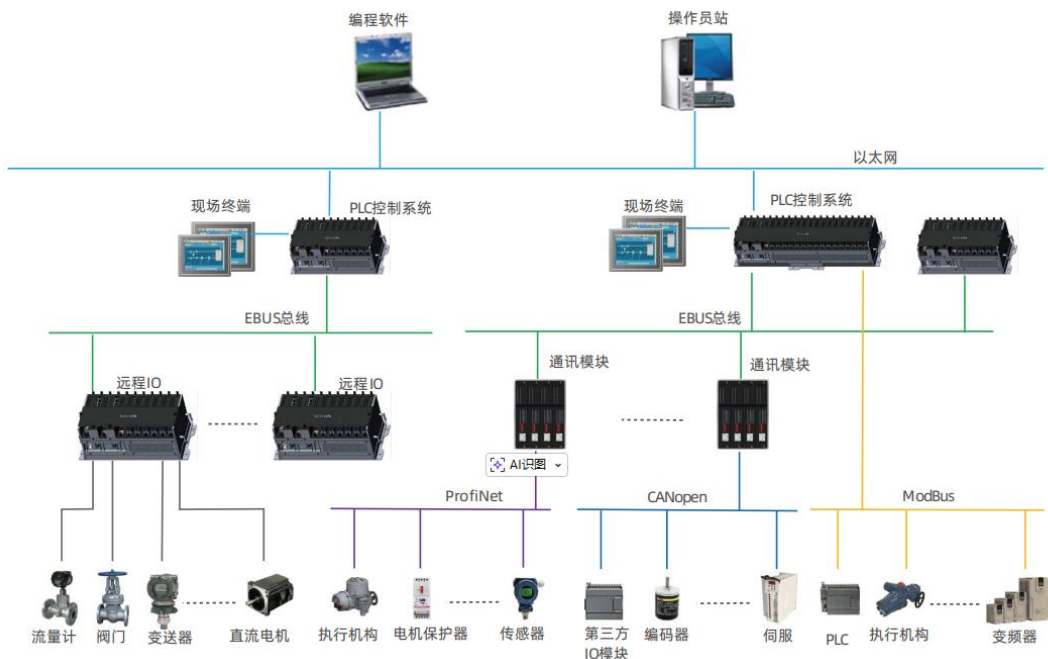 编程软件
操作员站
以太网
现场终端
PLC控制系统
现场终端
PLC控制系统
EBUS总线
EBUS总线
远程IO
远程IO
通讯模块
通讯模块
AI识图
ProfiNet
CANopen
ModBus
流量计
阀门
变送器
直流电机
执行机构
电机保护器
传感器
第三方
IO模块
编码器
伺服
PLC
执行机构
变频器